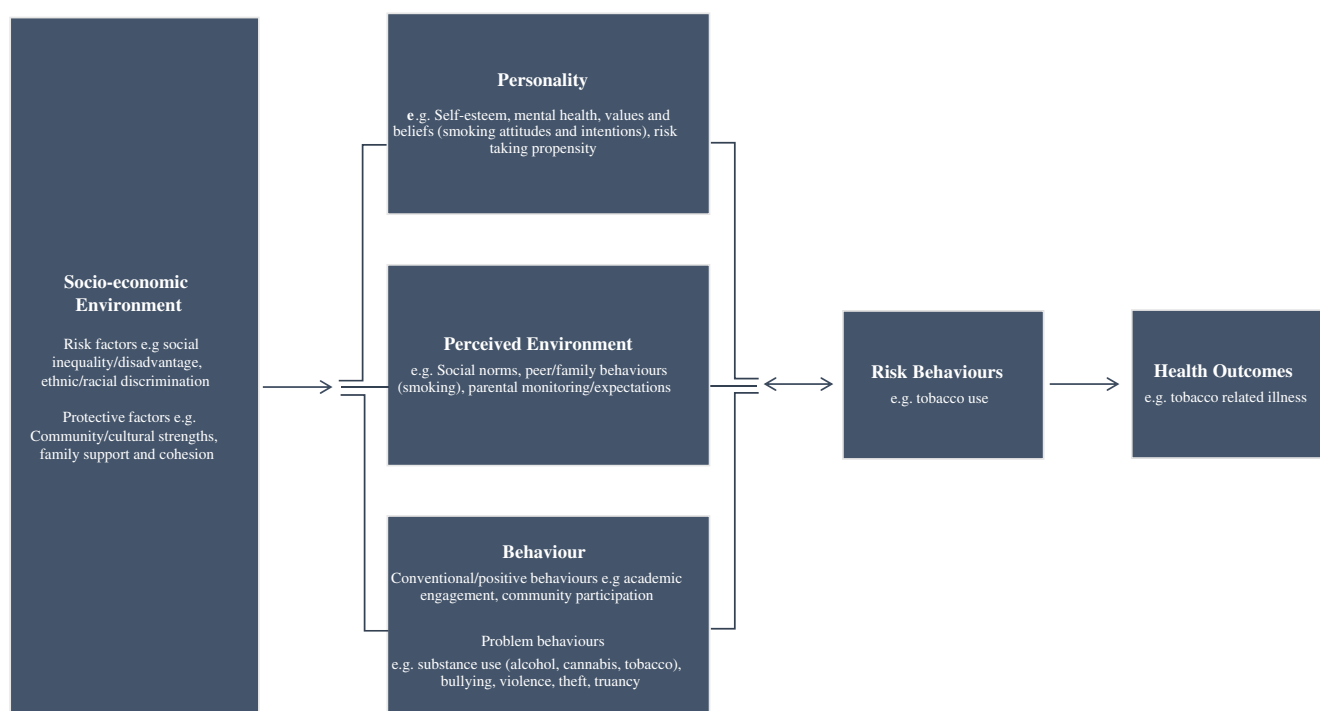 Socio-economic
Environment
Risk factors e.g social
inequality/disadvantage,
ethnic/racial discrimination
Protective factors e.g.
Community/cultural strengths,
family support and cohesion
Personality
e.g. Self-esteem, mental health, values and
beliefs (smoking attitudes and intentions), risk
taking propensity
Perceived Environment
e.g. Social norms, peer/family behaviours
(smoking), parental monitoring/expectations
Behaviour
Conventional/positive behaviours e.g academic
engagement, community participation
Problem behaviours
e.g. substance use (alcohol, cannabis, tobacco),
bullying, violence, theft, truancy
Risk Behaviours
e.g. tobacco use
Health Outcomes
e.g. tobacco related illness